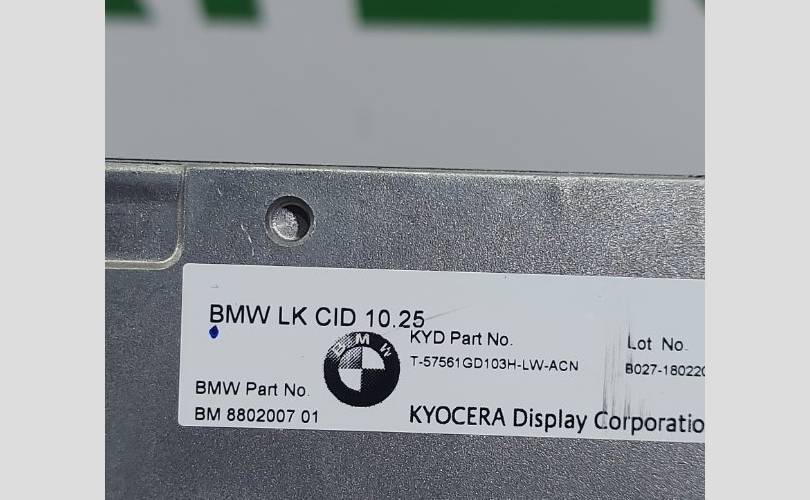 BMW LK CID 10.25
KYD Part No.
T-57561GD103H-LW-ACN
Lot No.
B027-180220
BMW
BMW Part No.
BM 8802007 01
KYOCERA Display Corporatio